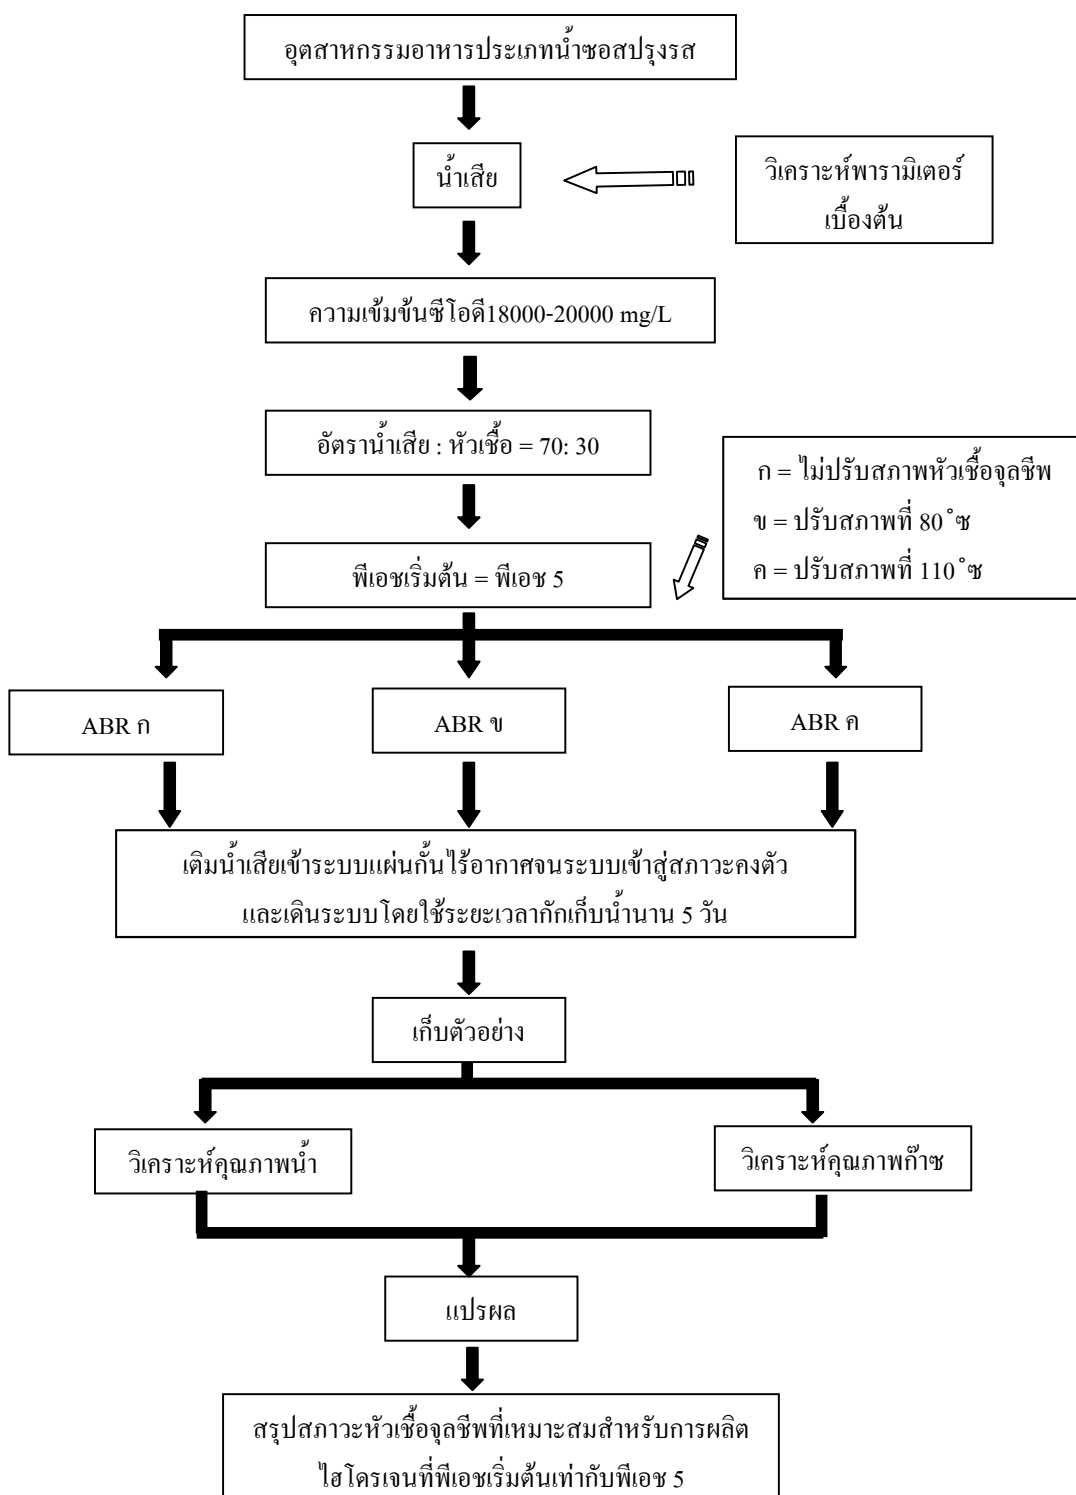 อุตสาหกรรมอาหารประเภทน้ำซอสปรุงรส
น้ำเสีย
วิเคราะห์พารามิเตอร์
เบื้องต้น
ความเข้มข้นซีโอดี18000-20000 mg/L
อัตราน้ำเสีย : หัวเชื้อ = 70: 30
ก = ไม่ปรับสภาพหัวเชื้อจุลชีพ
ข = ปรับสภาพที่ 80 ˚ซ
ค = ปรับสภาพที่ 110 ˚ซ
พีเอชเริ่มต้น = พีเอช 5
ABR ก
ABR ข
ABR ค
เติมน้ำเสียเข้าระบบแผ่นกั้นไร้อากาศจนระบบเข้าสู่สภาวะคงตัว
และเดินระบบโดยใช้ระยะเวลากักเก็บน้ำนาน 5 วัน
เก็บตัวอย่าง
วิเคราะห์คุณภาพน้ำ
วิเคราะห์คุณภาพก๊าซ
แปรผล
สรุปสภาวะหัวเชื้อจุลชีพที่เหมาะสมสำหรับการผลิต
ไฮโดรเจนที่พีเอชเริ่มต้นเท่ากับพีเอช 5